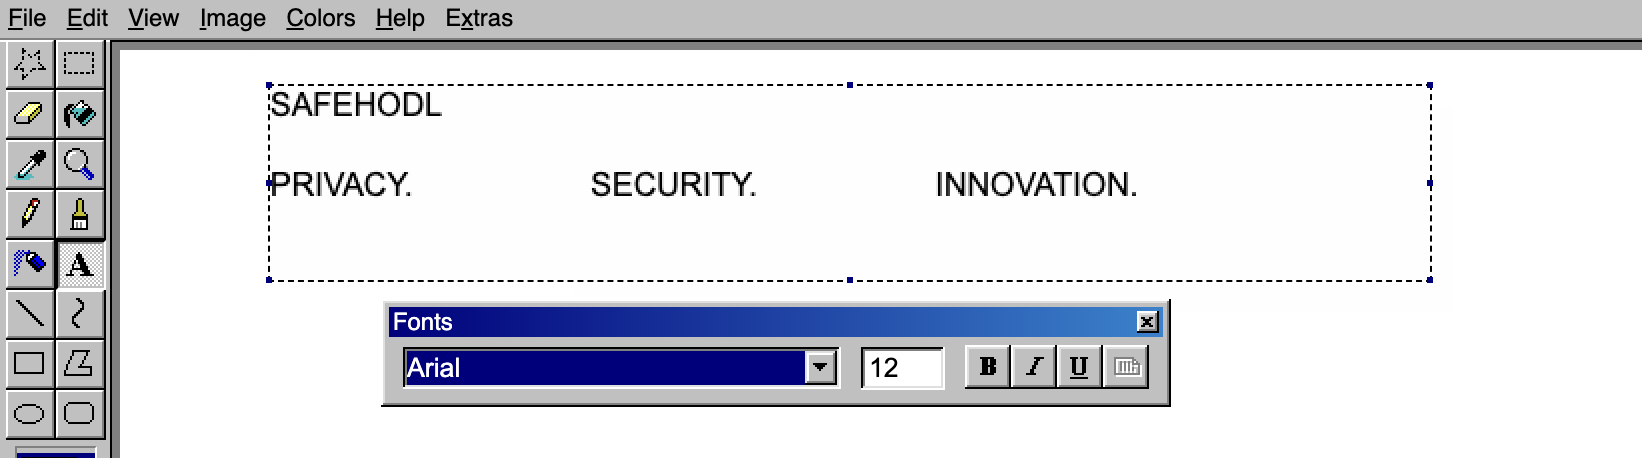 File Edit View Image Colors Help Extras
SAFEHODL
PRIVACY. SECURITY. INNOVATION.
Fonts
Arial 12 B I U